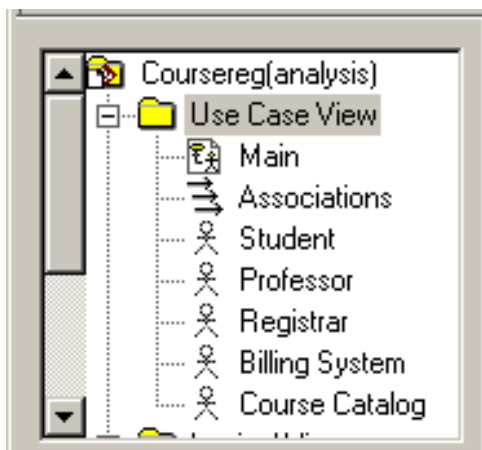 Coursereg(analysis)
Use Case View
Main
Associations
Student
Professor
Registrar
Billing System
Course Catalog